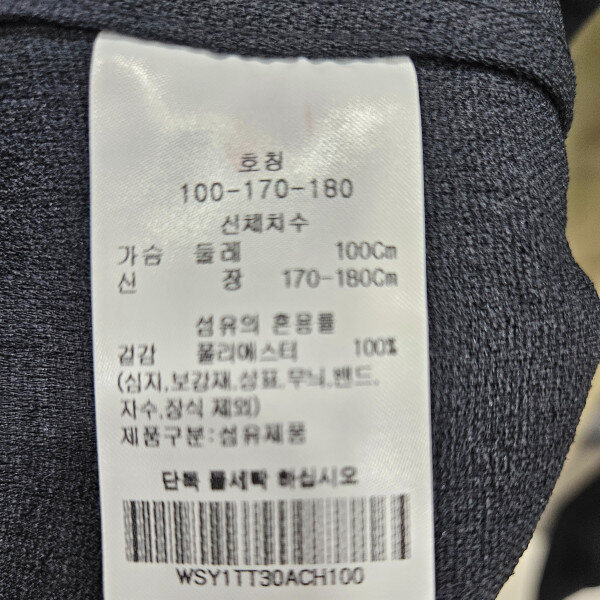 호칭
100-170-180
신체치수
가슴 둘레 100Cm
신 장 170-180Cm
섬유의 혼용률
겉감 폴리에스터 100%
(심지,보강재,상표,무늬,밴드,
자수,장식 제외)
제품구분:섬유제품
단독 물세탁 하십시오
WSY1TT30ACH100